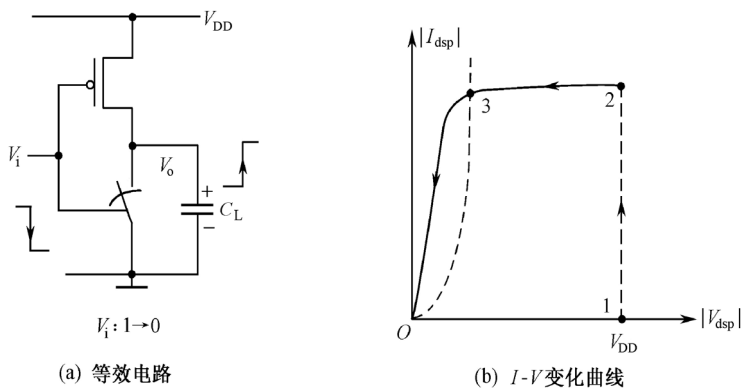 V_DD
V_i
V_o
+
C_L
−
V_i : 1→0
(a) 等效电路
|I_dsp|
3
2
1
O
V_DD
|V_dsp|
(b) I-V变化曲线